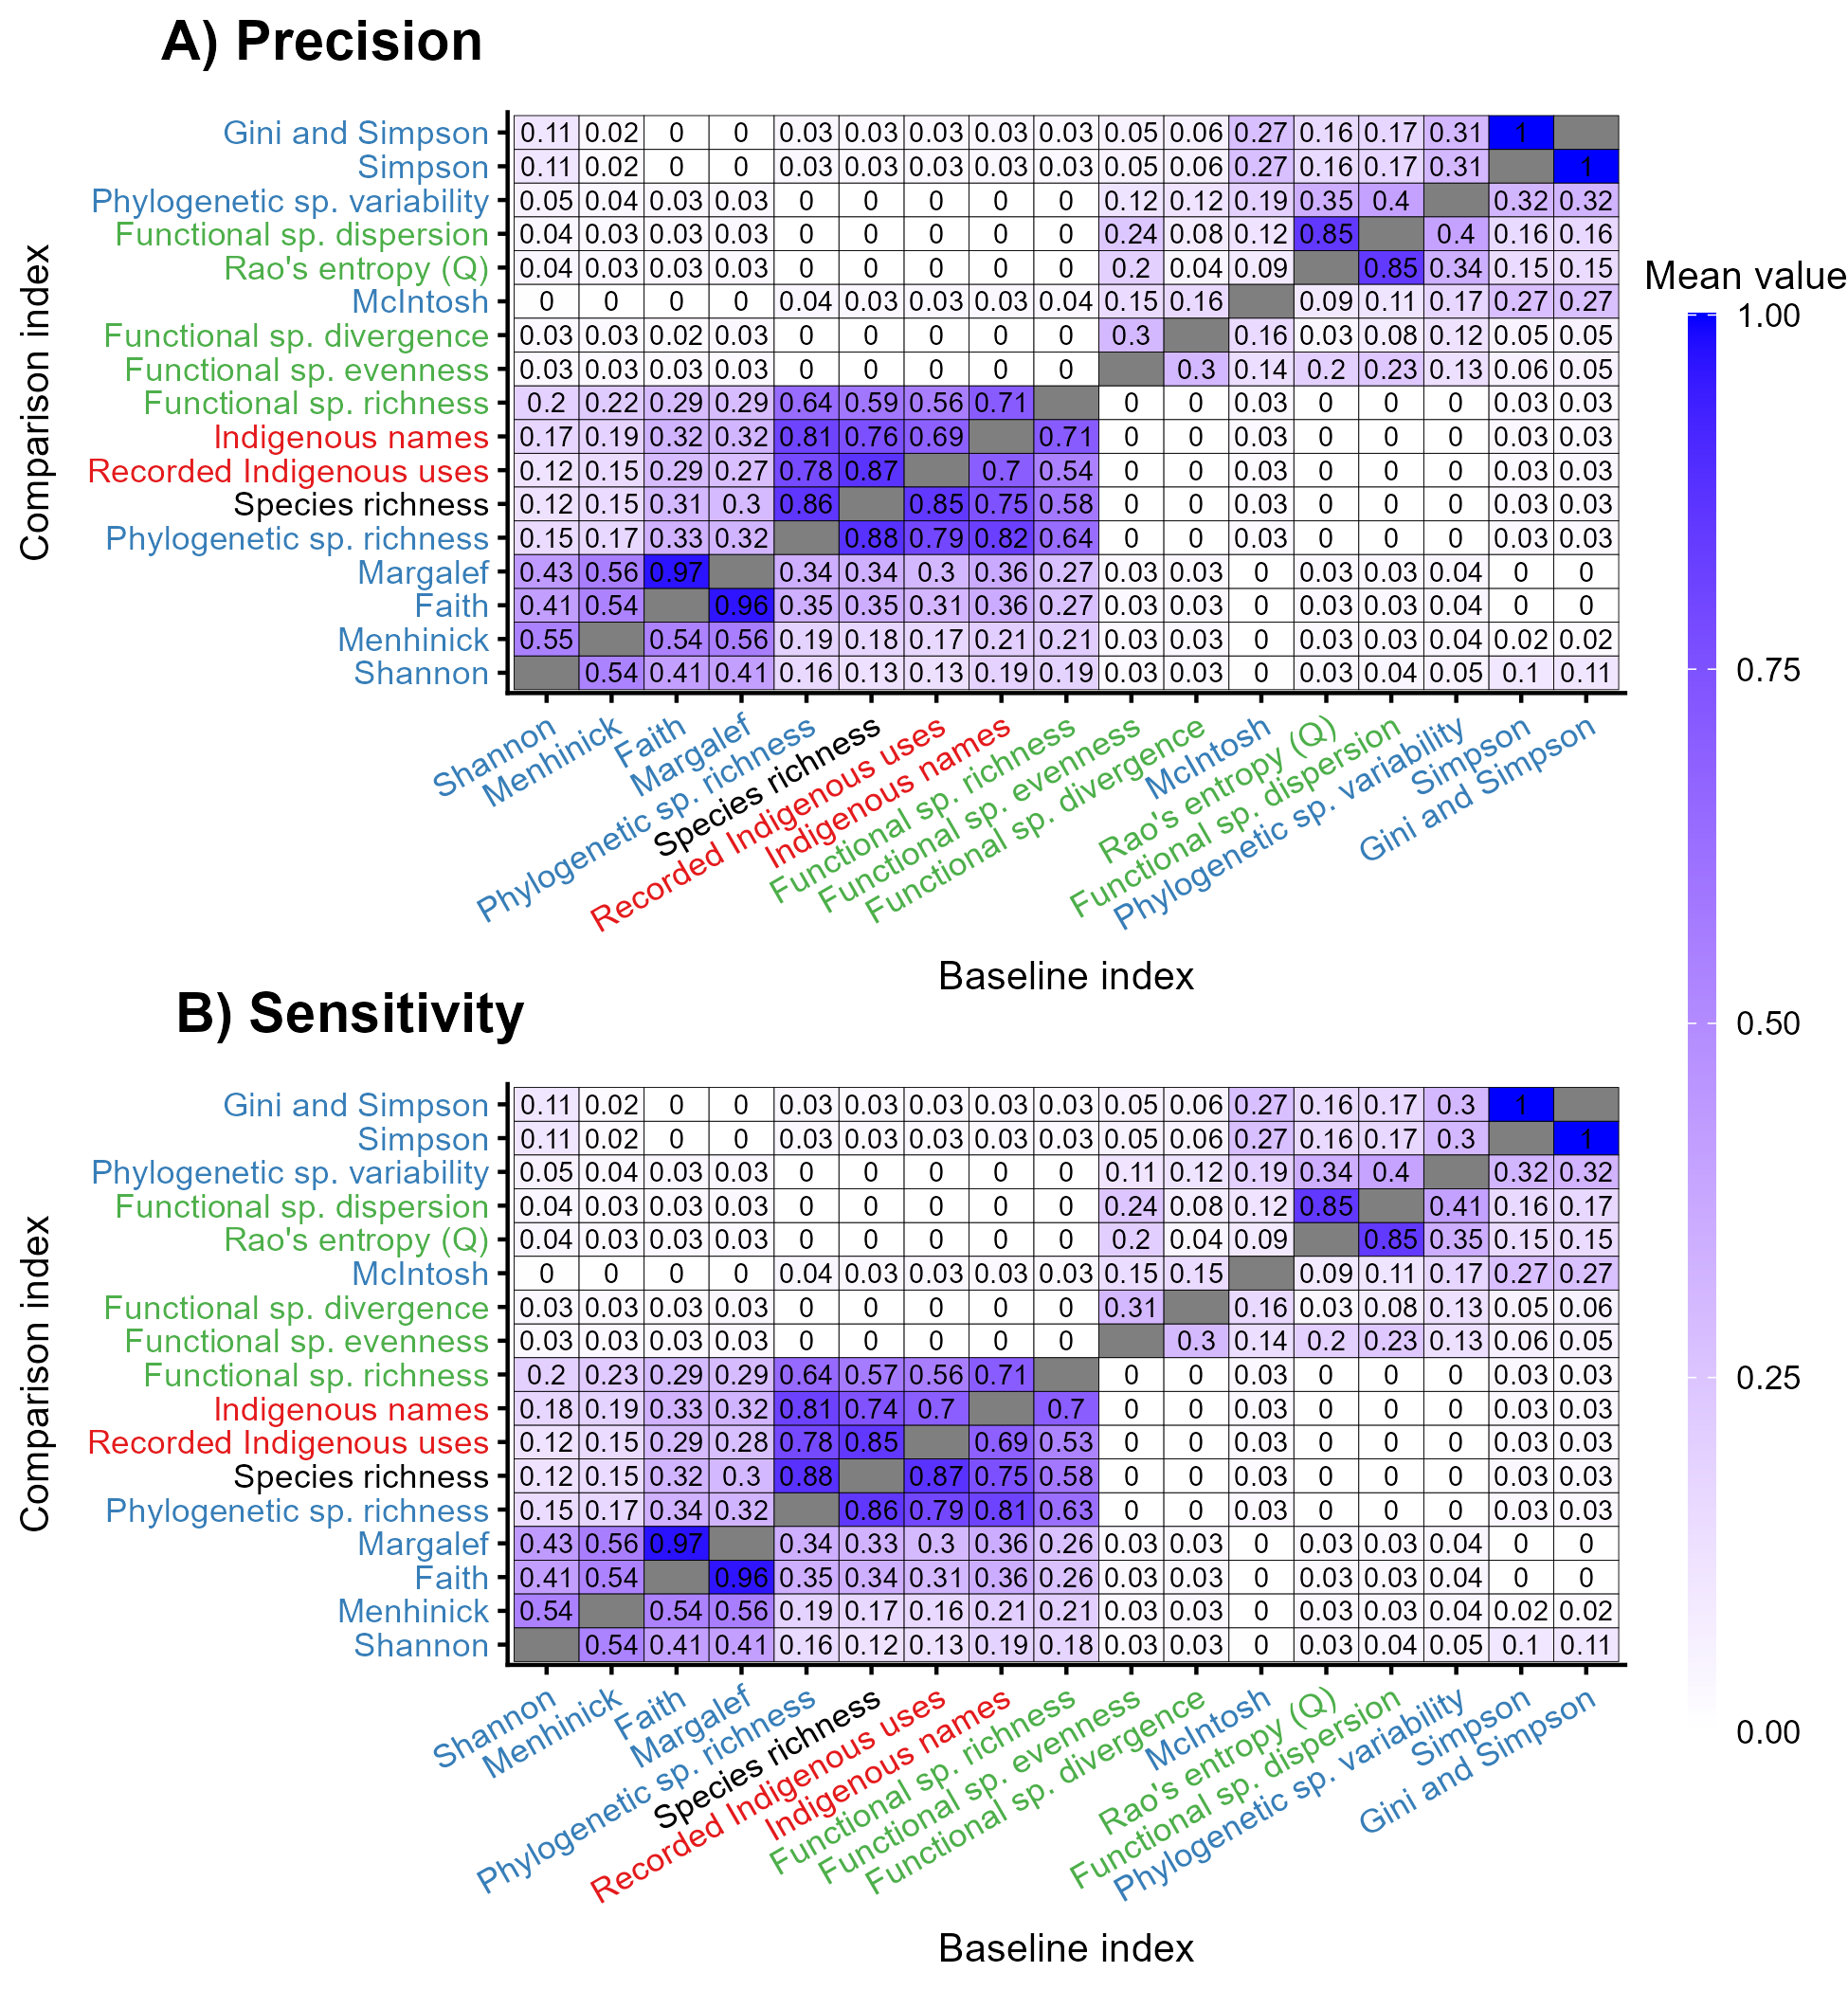 A) Precision
Comparison index
Gini and Simpson 0.11 0.02 0 0 0.03 0.03 0.03 0.03 0.03 0.05 0.06 0.27 0.16 0.17 0.31 1
Simpson 0.11 0.02 0 0 0.03 0.03 0.03 0.03 0.03 0.05 0.06 0.27 0.16 0.17 0.31 1
Phylogenetic sp. variability 0.05 0.04 0.03 0.03 0 0 0 0 0 0.12 0.12 0.19 0.35 0.4 0.32 0.32
Functional sp. dispersion 0.04 0.03 0.03 0.03 0 0 0 0 0 0.24 0.08 0.12 0.85 0.4 0.16 0.16
Rao's entropy (Q) 0.04 0.03 0.03 0.03 0 0 0 0 0 0.2 0.04 0.09 0.85 0.34 0.15 0.15
McIntosh 0 0 0 0 0.04 0.03 0.03 0.03 0.04 0.15 0.16 0.09 0.11 0.17 0.27 0.27
Functional sp. divergence 0.03 0.03 0.02 0.03 0 0 0 0 0 0.3 0.16 0.03 0.08 0.12 0.05 0.05
Functional sp. evenness 0.03 0.03 0.03 0.03 0 0 0 0 0 0.3 0.14 0.2 0.23 0.13 0.06 0.05
Functional sp. richness 0.2 0.22 0.29 0.29 0.64 0.59 0.56 0.71 0 0 0.03 0 0 0 0.03 0.03
Indigenous names 0.17 0.19 0.32 0.32 0.81 0.76 0.69 0.71 0 0 0.03 0 0 0 0.03 0.03
Recorded Indigenous uses 0.12 0.15 0.29 0.27 0.78 0.87 0.7 0.54 0 0 0.03 0 0 0 0.03 0.03
Species richness 0.12 0.15 0.31 0.3 0.86 0.85 0.75 0.58 0 0 0.03 0 0 0 0.03 0.03
Phylogenetic sp. richness 0.15 0.17 0.33 0.32 0.88 0.79 0.82 0.64 0 0 0.03 0 0 0 0.03 0.03
Margalef 0.43 0.56 0.97 0.34 0.34 0.3 0.36 0.27 0.03 0.03 0 0.03 0.03 0.04 0 0
Faith 0.41 0.54 0.96 0.35 0.35 0.31 0.36 0.27 0.03 0.03 0 0.03 0.03 0.04 0 0
Menhinick 0.55 0.54 0.56 0.19 0.18 0.17 0.21 0.21 0.03 0.03 0 0.03 0.03 0.04 0.02 0.02
Shannon 0.54 0.41 0.41 0.16 0.13 0.13 0.19 0.19 0.03 0.03 0 0.03 0.04 0.05 0.1 0.11
Shannon
Menhinick
Faith
Margalef
Phylogenetic sp. richness
Species richness
Recorded Indigenous uses
Indigenous names
Functional sp. richness
Functional sp. evenness
Functional sp. divergence
McIntosh
Rao's entropy (Q)
Functional sp. dispersion
Phylogenetic sp. variability
Simpson
Gini and Simpson
Baseline index
Mean value
1.00
0.75
0.50
0.25
0.00
B) Sensitivity
Comparison index
Gini and Simpson 0.11 0.02 0 0 0.03 0.03 0.03 0.03 0.03 0.05 0.06 0.27 0.16 0.17 0.3 1
Simpson 0.11 0.02 0 0 0.03 0.03 0.03 0.03 0.03 0.05 0.06 0.27 0.16 0.17 0.3 1
Phylogenetic sp. variability 0.05 0.04 0.03 0.03 0 0 0 0 0 0.11 0.12 0.19 0.34 0.4 0.32 0.32
Functional sp. dispersion 0.04 0.03 0.03 0.03 0 0 0 0 0 0.24 0.08 0.12 0.85 0.41 0.16 0.17
Rao's entropy (Q) 0.04 0.03 0.03 0.03 0 0 0 0 0 0.2 0.04 0.09 0.85 0.35 0.15 0.15
McIntosh 0 0 0 0 0.04 0.03 0.03 0.03 0.03 0.15 0.15 0.09 0.11 0.17 0.27 0.27
Functional sp. divergence 0.03 0.03 0.03 0.03 0 0 0 0 0 0.31 0.16 0.03 0.08 0.13 0.05 0.06
Functional sp. evenness 0.03 0.03 0.03 0.03 0 0 0 0 0 0.3 0.14 0.2 0.23 0.13 0.06 0.05
Functional sp. richness 0.2 0.23 0.29 0.29 0.64 0.57 0.56 0.71 0 0 0.03 0 0 0 0.03 0.03
Indigenous names 0.18 0.19 0.33 0.32 0.81 0.74 0.7 0.7 0 0 0.03 0 0 0 0.03 0.03
Recorded Indigenous uses 0.12 0.15 0.29 0.28 0.78 0.85 0.69 0.53 0 0 0.03 0 0 0 0.03 0.03
Species richness 0.12 0.15 0.32 0.3 0.88 0.87 0.75 0.58 0 0 0.03 0 0 0 0.03 0.03
Phylogenetic sp. richness 0.15 0.17 0.34 0.32 0.86 0.79 0.81 0.63 0 0 0.03 0 0 0 0.03 0.03
Margalef 0.43 0.56 0.97 0.34 0.33 0.3 0.36 0.26 0.03 0.03 0 0.03 0.03 0.04 0 0
Faith 0.41 0.54 0.96 0.35 0.34 0.31 0.36 0.26 0.03 0.03 0 0.03 0.03 0.04 0 0
Menhinick 0.54 0.54 0.56 0.19 0.17 0.16 0.21 0.21 0.03 0.03 0 0.03 0.03 0.04 0.02 0.02
Shannon 0.54 0.41 0.41 0.16 0.12 0.13 0.19 0.18 0.03 0.03 0 0.03 0.04 0.05 0.1 0.11
Shannon
Menhinick
Faith
Margalef
Phylogenetic sp. richness
Species richness
Recorded Indigenous uses
Indigenous names
Functional sp. richness
Functional sp. evenness
Functional sp. divergence
McIntosh
Rao's entropy (Q)
Functional sp. dispersion
Phylogenetic sp. variability
Simpson
Gini and Simpson
Baseline index